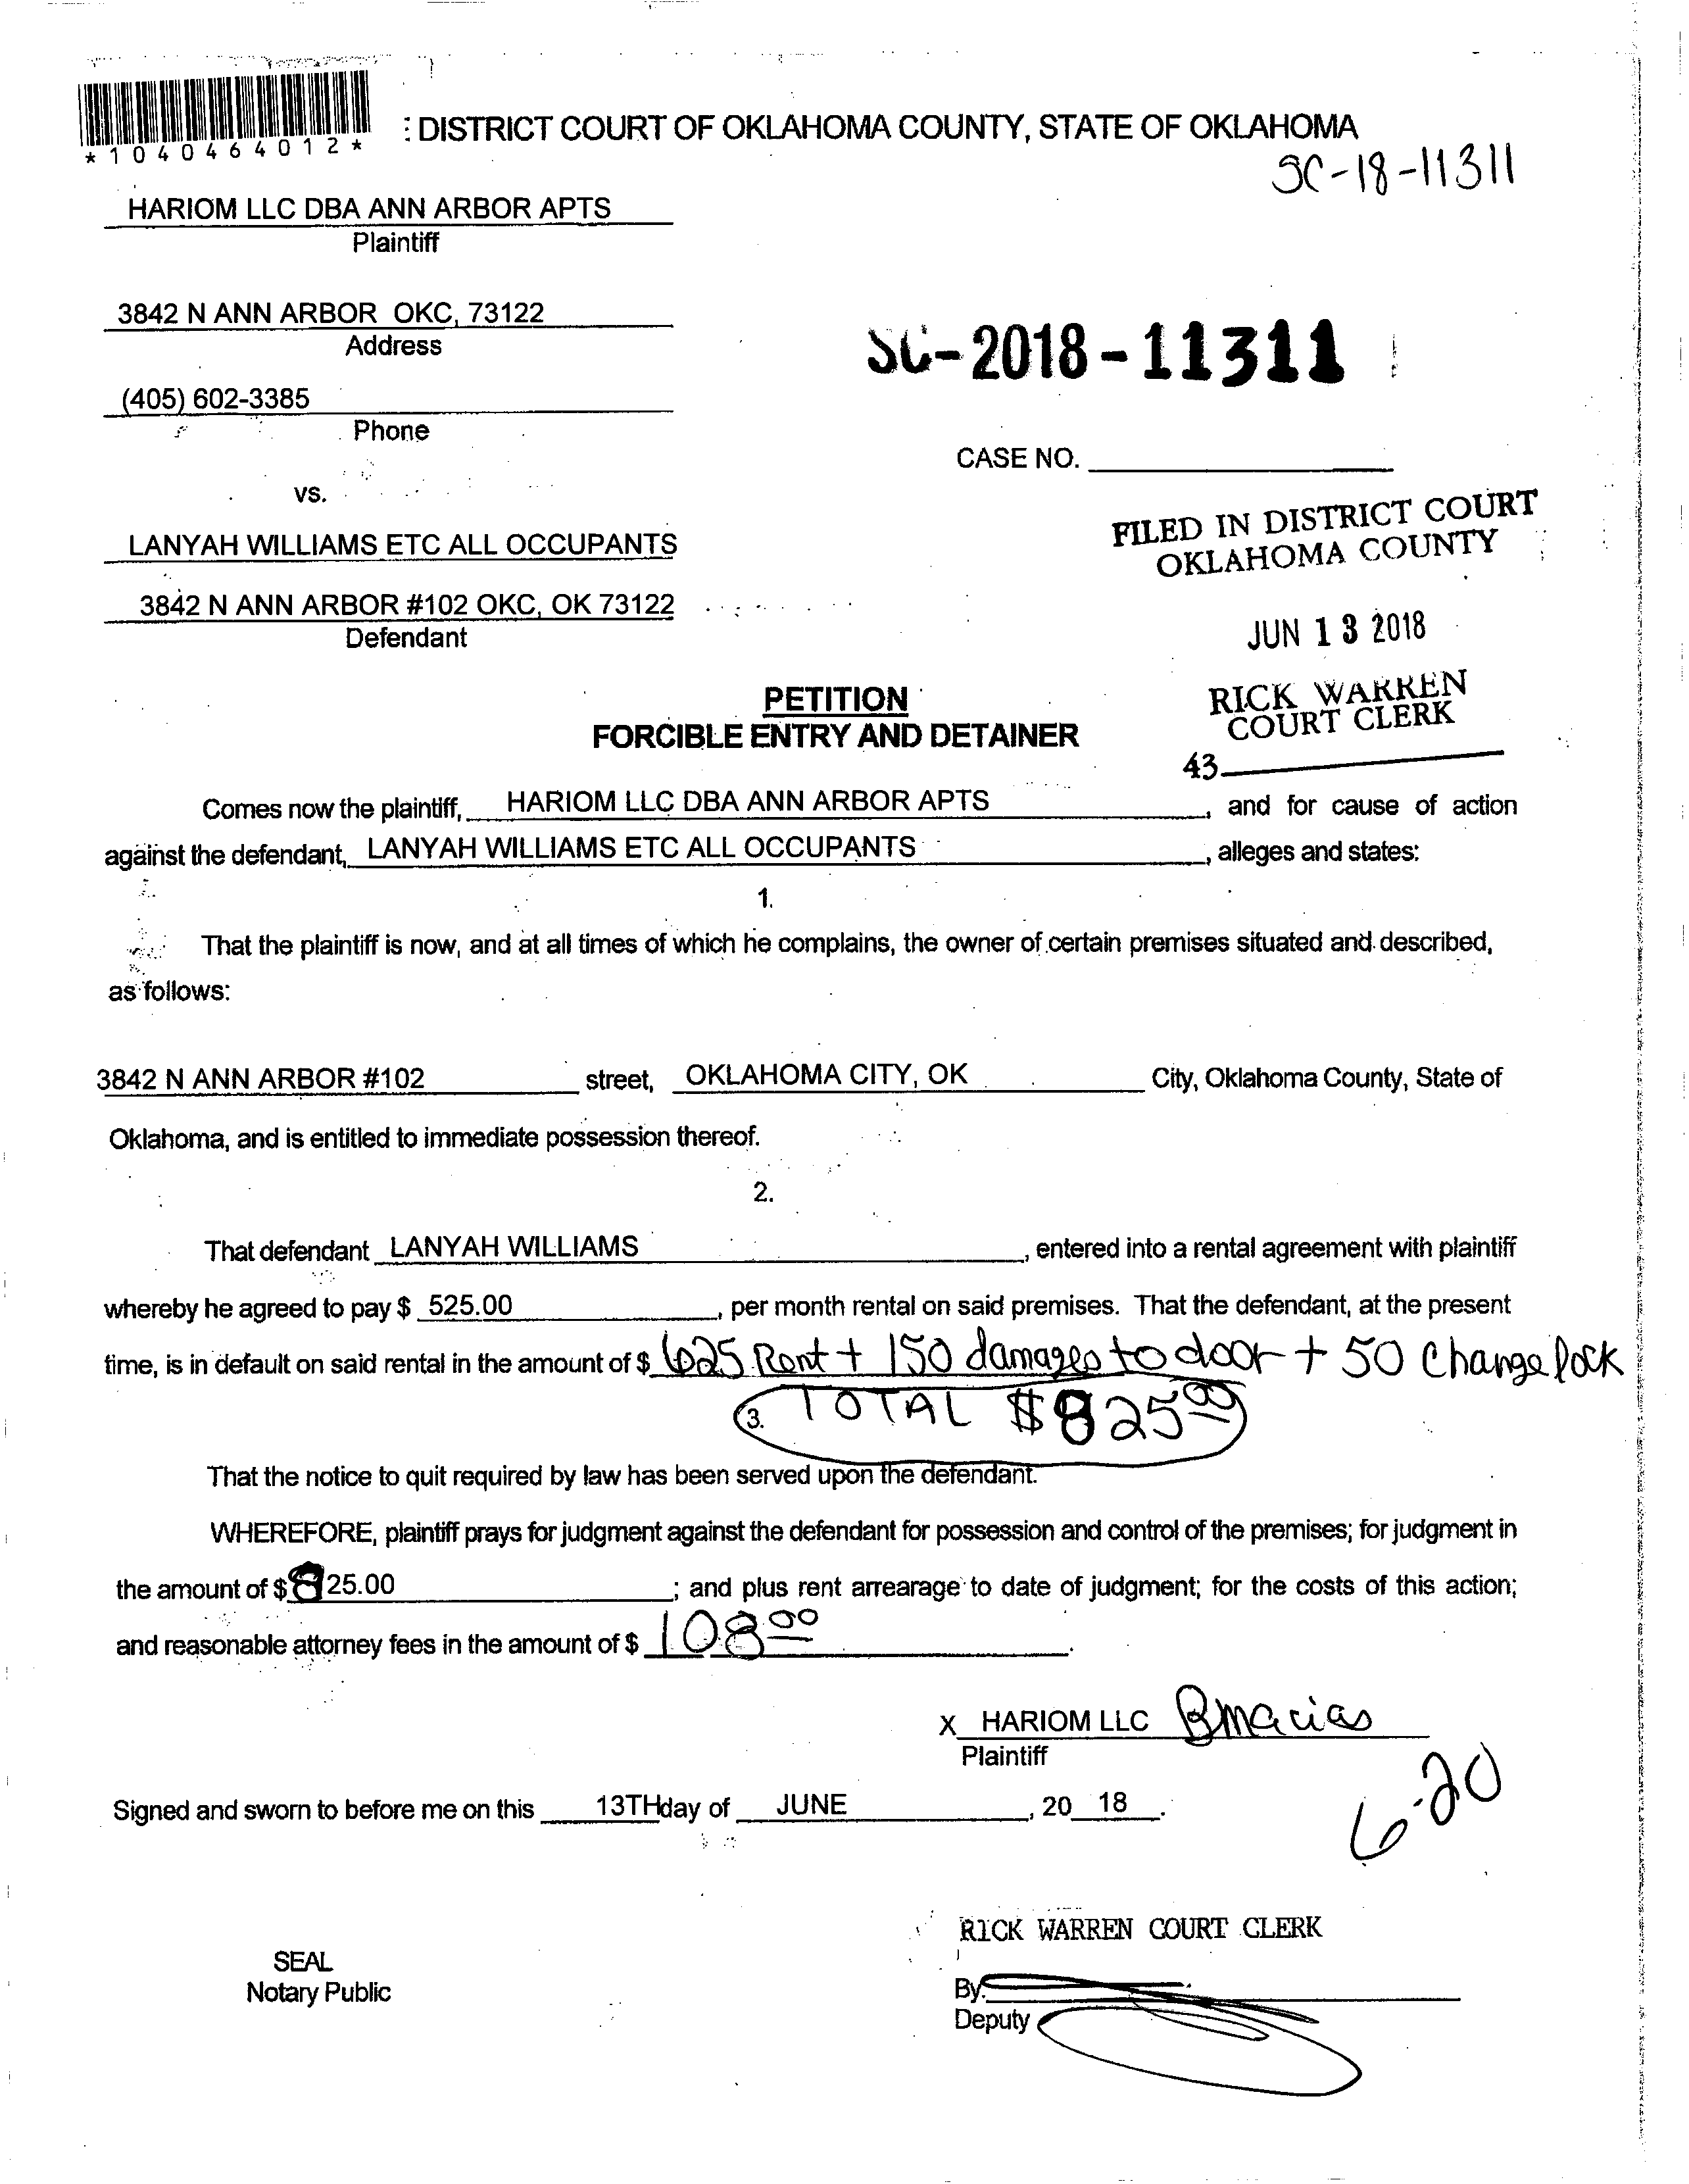 *1040464012*
: DISTRICT COURT OF OKLAHOMA COUNTY, STATE OF OKLAHOMA
SC-18-11311
HARIOM LLC DBA ANN ARBOR APTS
Plaintiff
3842 N ANN ARBOR OKC, 73122
Address
SC-2018-11311
(405) 602-3385
Phone
CASE NO.
vs.
FILED IN DISTRICT COURT
OKLAHOMA COUNTY
LANYAH WILLIAMS ETC ALL OCCUPANTS
3842 N ANN ARBOR #102 OKC, OK 73122
Defendant
JUN 13 2018
RICK WARREN
COURT CLERK
43
PETITION
FORCIBLE ENTRY AND DETAINER
Comes now the plaintiff, HARIOM LLC DBA ANN ARBOR APTS, and for cause of action
against the defendant, LANYAH WILLIAMS ETC ALL OCCUPANTS, alleges and states:
1.
That the plaintiff is now, and at all times of which he complains, the owner of certain premises situated and described,
as follows:
3842 N ANN ARBOR #102 street, OKLAHOMA CITY, OK City, Oklahoma County, State of
Oklahoma, and is entitled to immediate possession thereof.
2.
That defendant LANYAH WILLIAMS, entered into a rental agreement with plaintiff
whereby he agreed to pay $ 525.00, per month rental on said premises. That the defendant, at the present
time, is in default on said rental in the amount of $ 625 Rent + 150 damages to door + 50 change lock
3. TOTAL $825.00
That the notice to quit required by law has been served upon the defendant.
WHEREFORE, plaintiff prays for judgment against the defendant for possession and control of the premises; for judgment in
the amount of $ 825.00; and plus rent arrearage to date of judgment; for the costs of this action;
and reasonable attorney fees in the amount of $ 108.00.
X HARIOM LLC BMacias
Plaintiff
6-20
Signed and sworn to before me on this 13TH day of JUNE, 20 18.
RICK WARREN COURT CLERK
SEAL
Notary Public
By:
Deputy